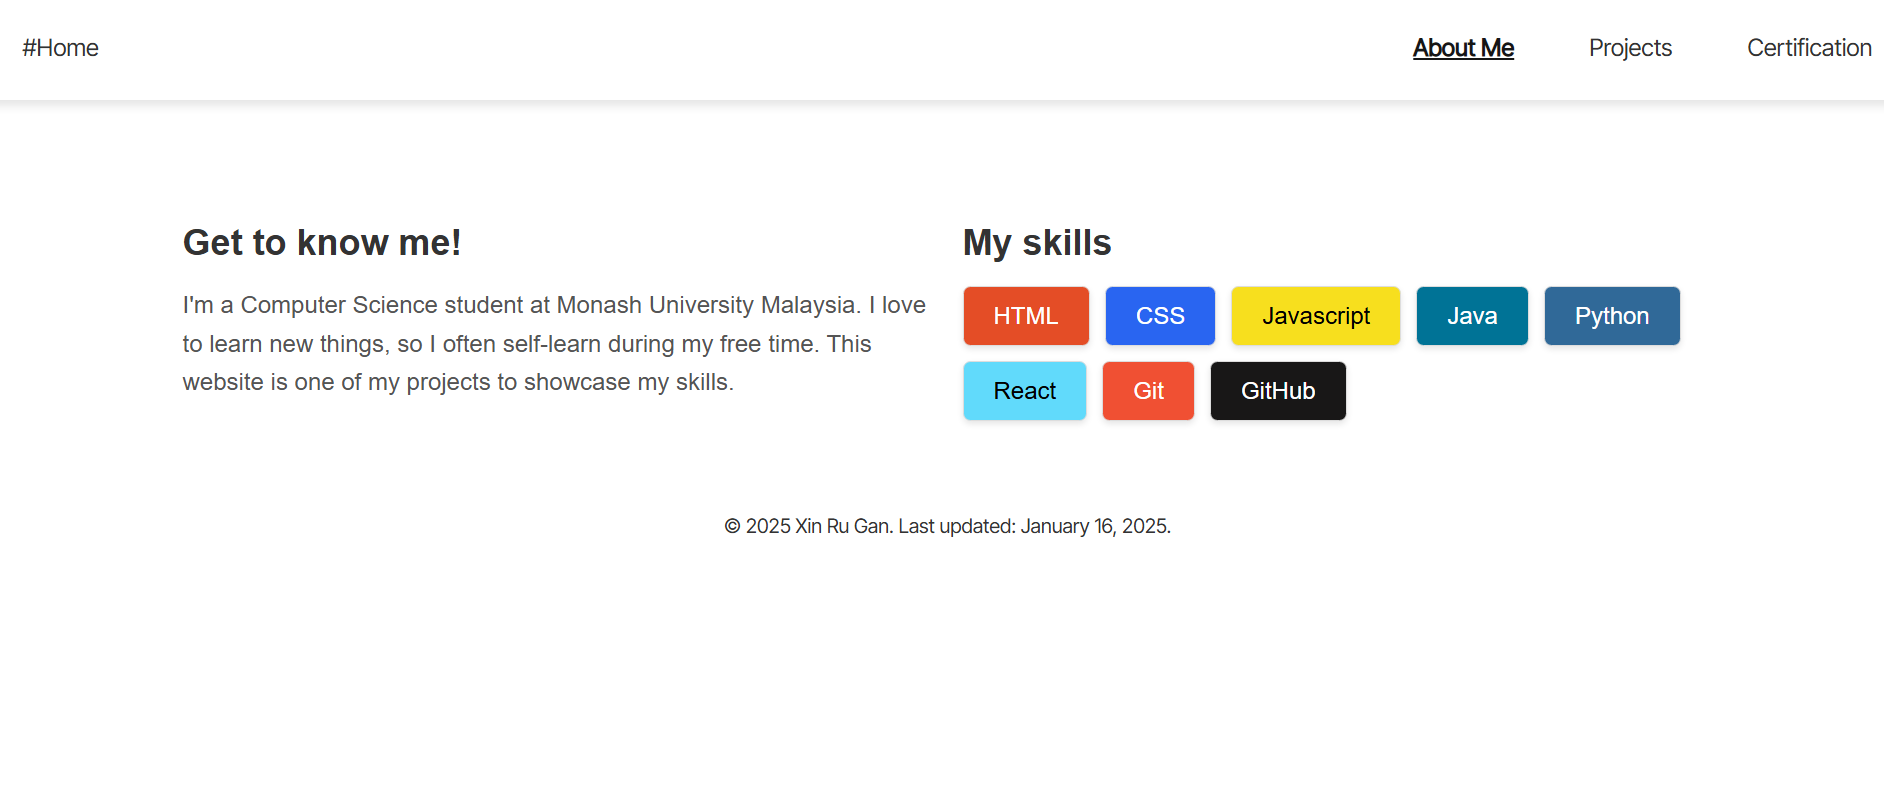 #Home About Me Projects Certification
Get to know me!
I'm a Computer Science student at Monash University Malaysia. I love
to learn new things, so I often self-learn during my free time. This
website is one of my projects to showcase my skills.
My skills
HTML CSS Javascript Java Python
React Git GitHub
© 2025 Xin Ru Gan. Last updated: January 16, 2025.